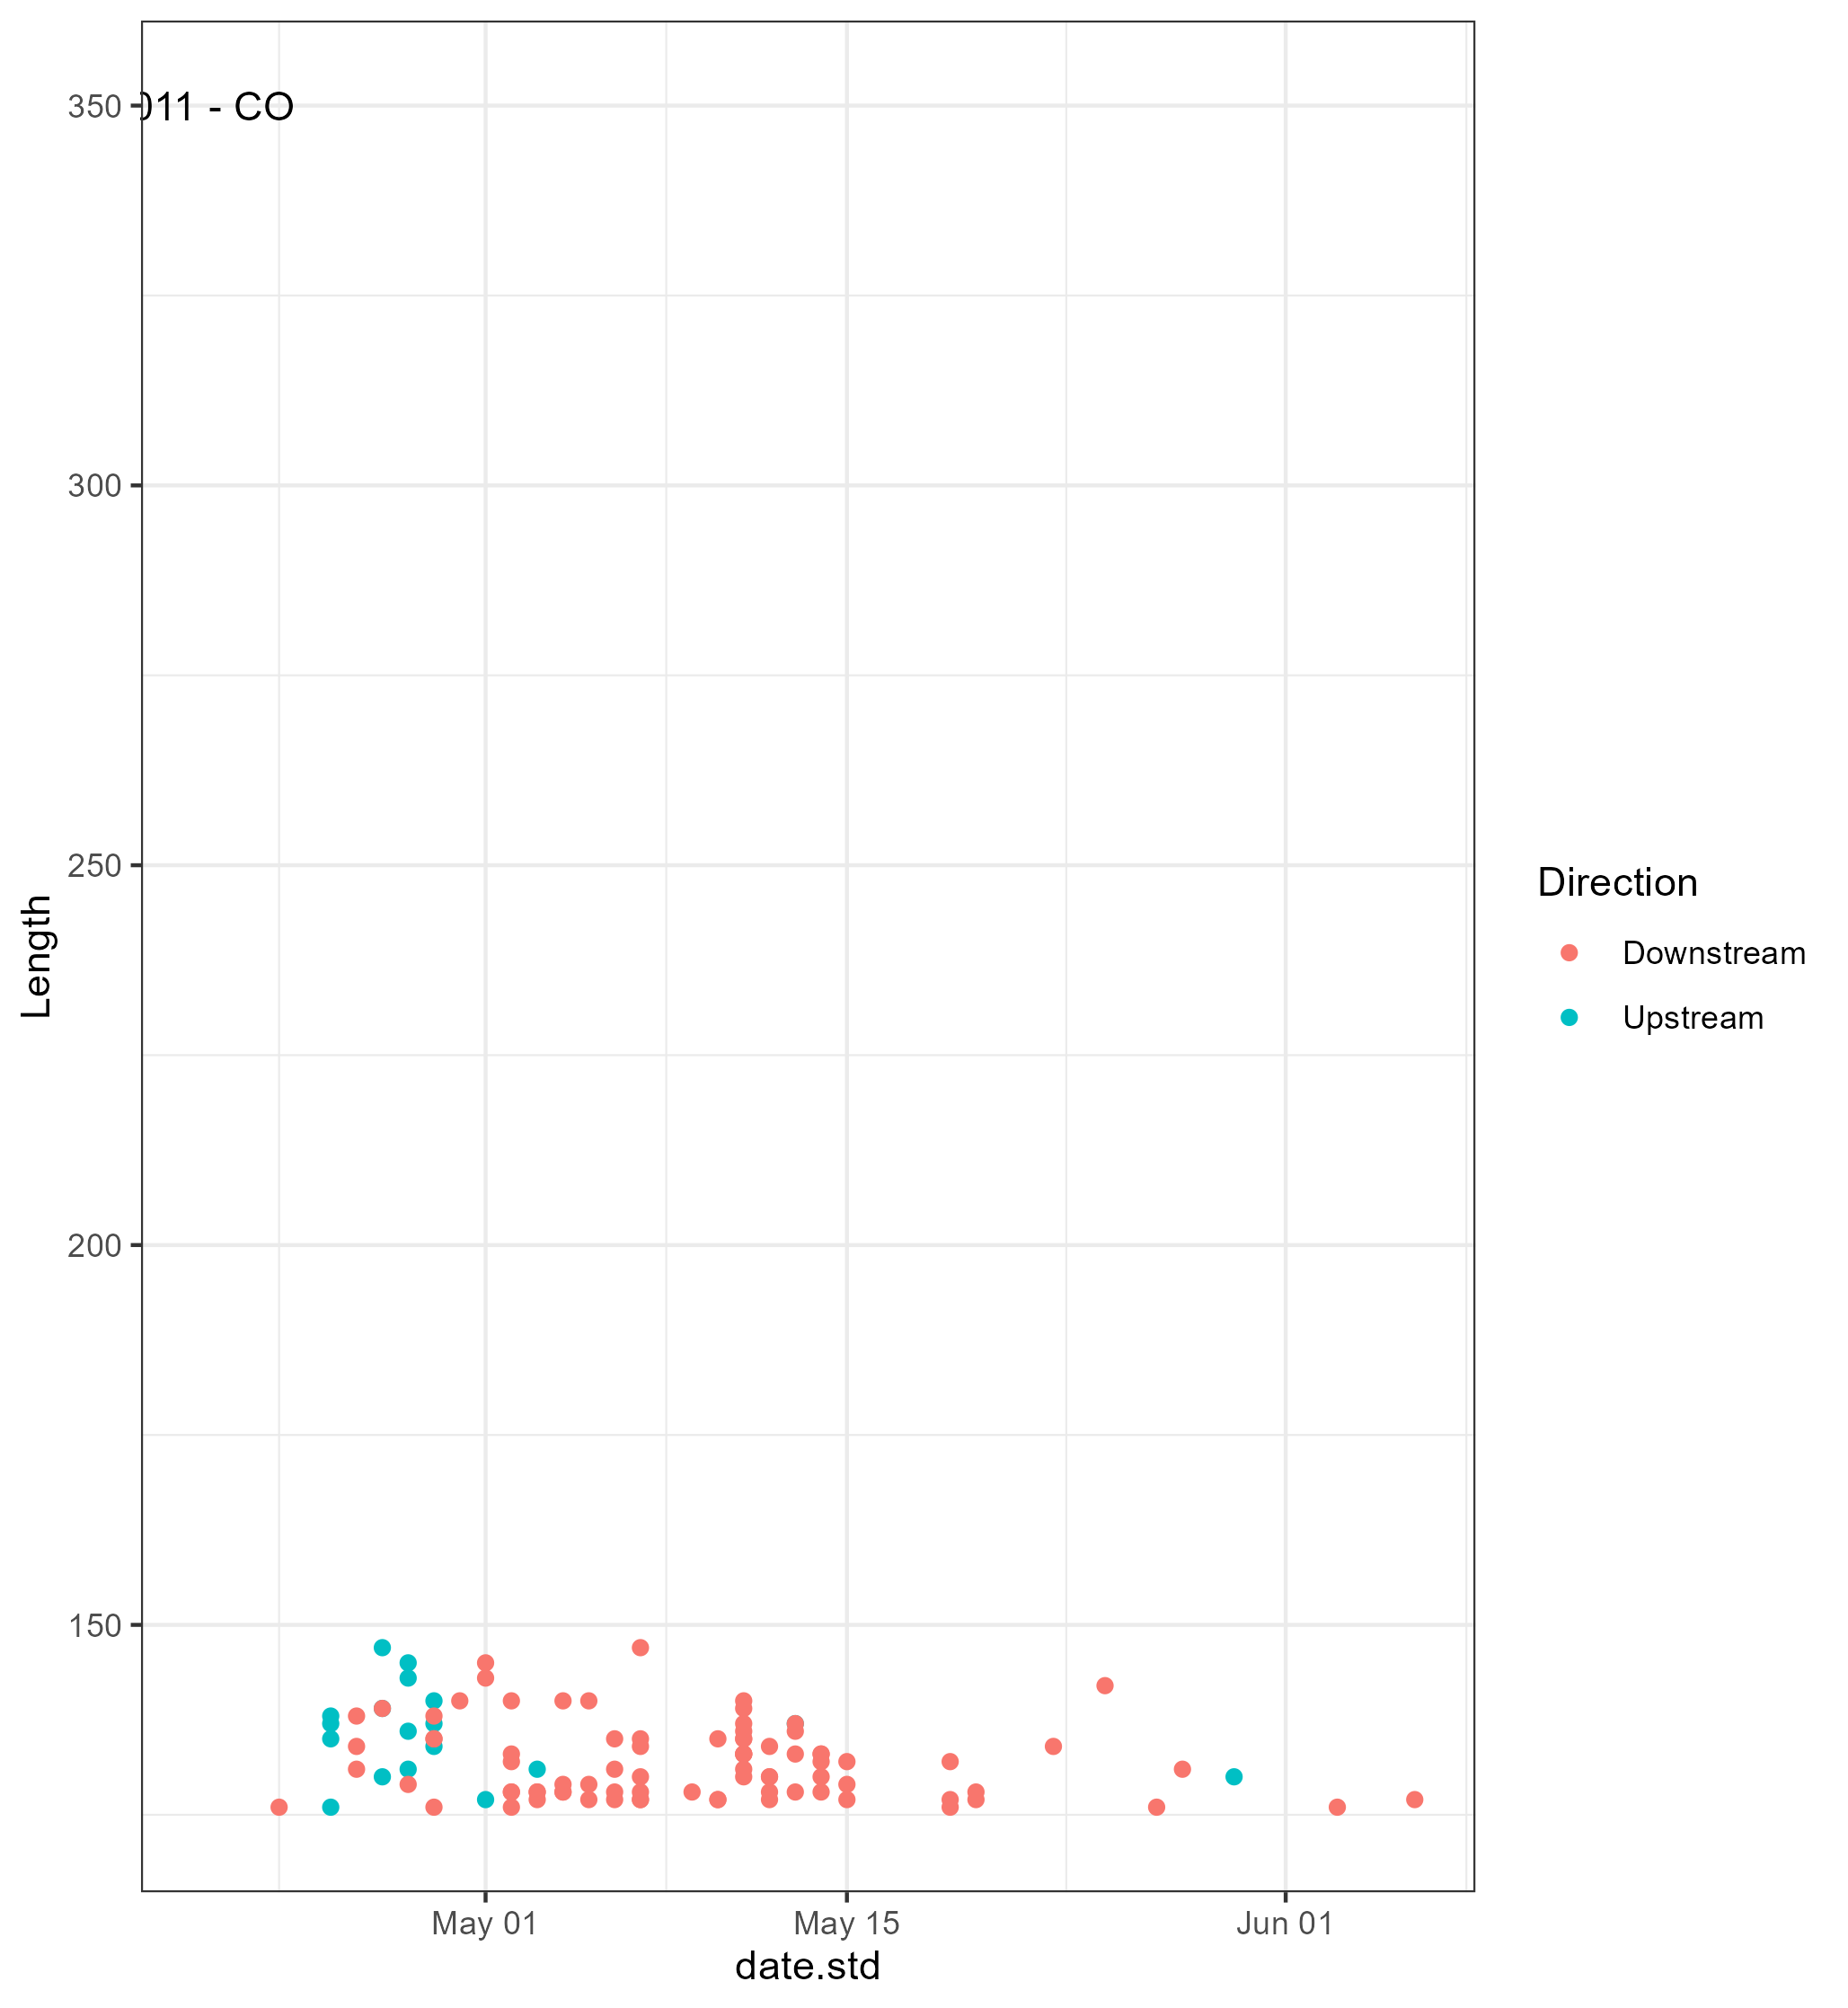 011 - CO
350
300
250
200
150
Length
May 01
May 15
Jun 01
date.std
Direction
Downstream
Upstream